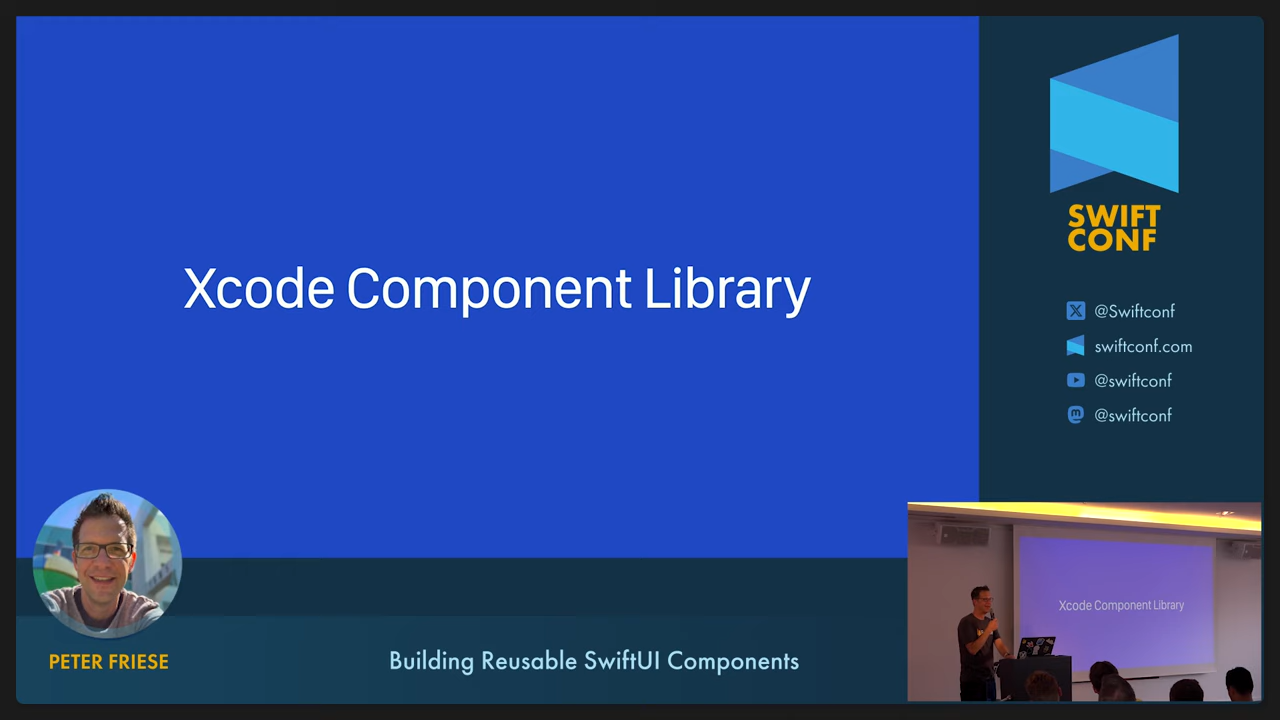 Xcode Component Library
SWIFT
CONF
@Swiftconf
swiftconf.com
@swiftconf
@swiftconf
PETER FRIESE
Building Reusable SwiftUI Components
Xcode Component Library